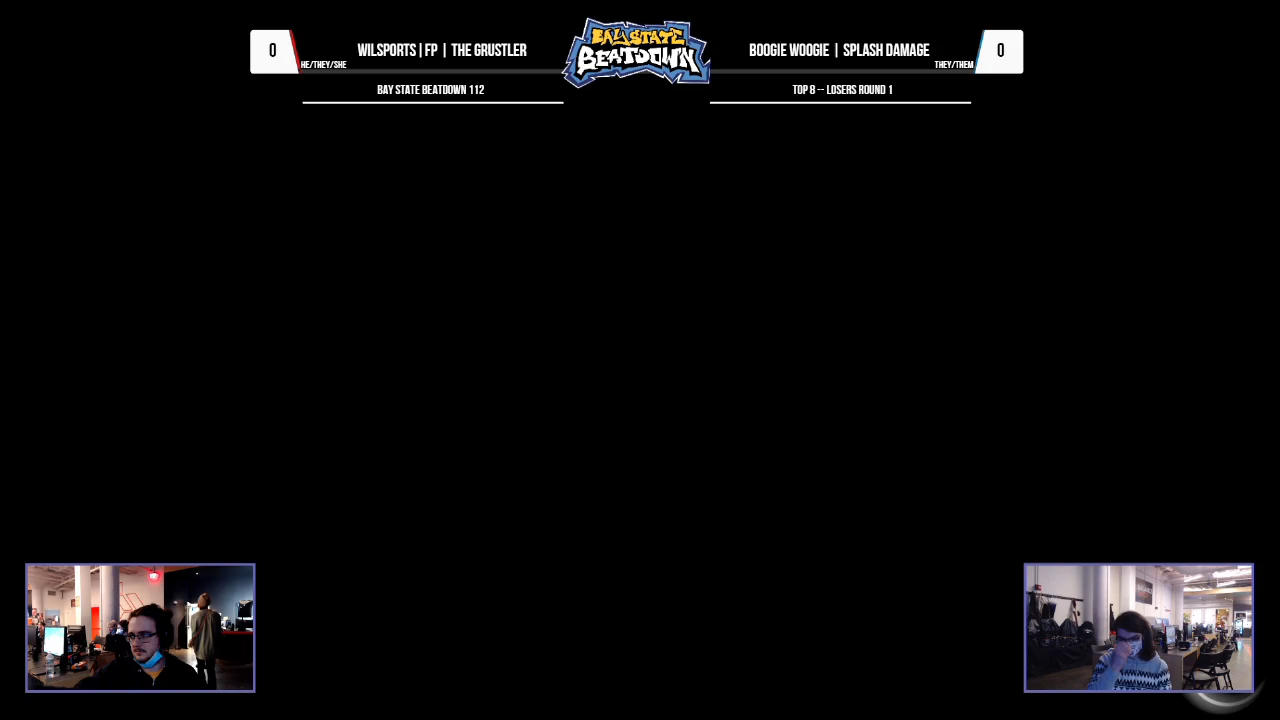 0
WILSPORTS | FP | THE GRUSTLER
HE/THEY/SHE
BAY STATE BEATDOWN
BOOGIE WOOGIE | SPLASH DAMAGE
THEY/THEM
0
BAY STATE BEATDOWN 112
TOP 8 -- LOSERS ROUND 1